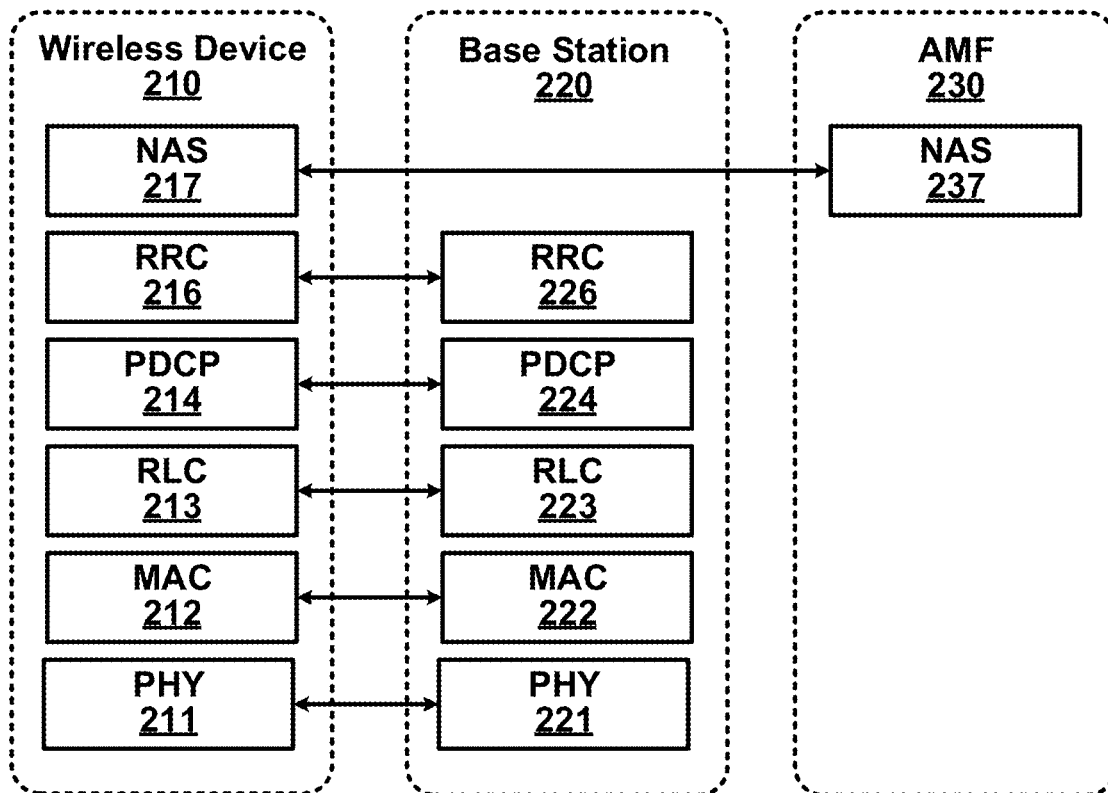 Wireless Device
210
Base Station
220
AMF
230
NAS
217
NAS
237
RRC
216
RRC
226
PDCP
214
PDCP
224
RLC
213
RLC
223
MAC
212
MAC
222
PHY
211
PHY
221